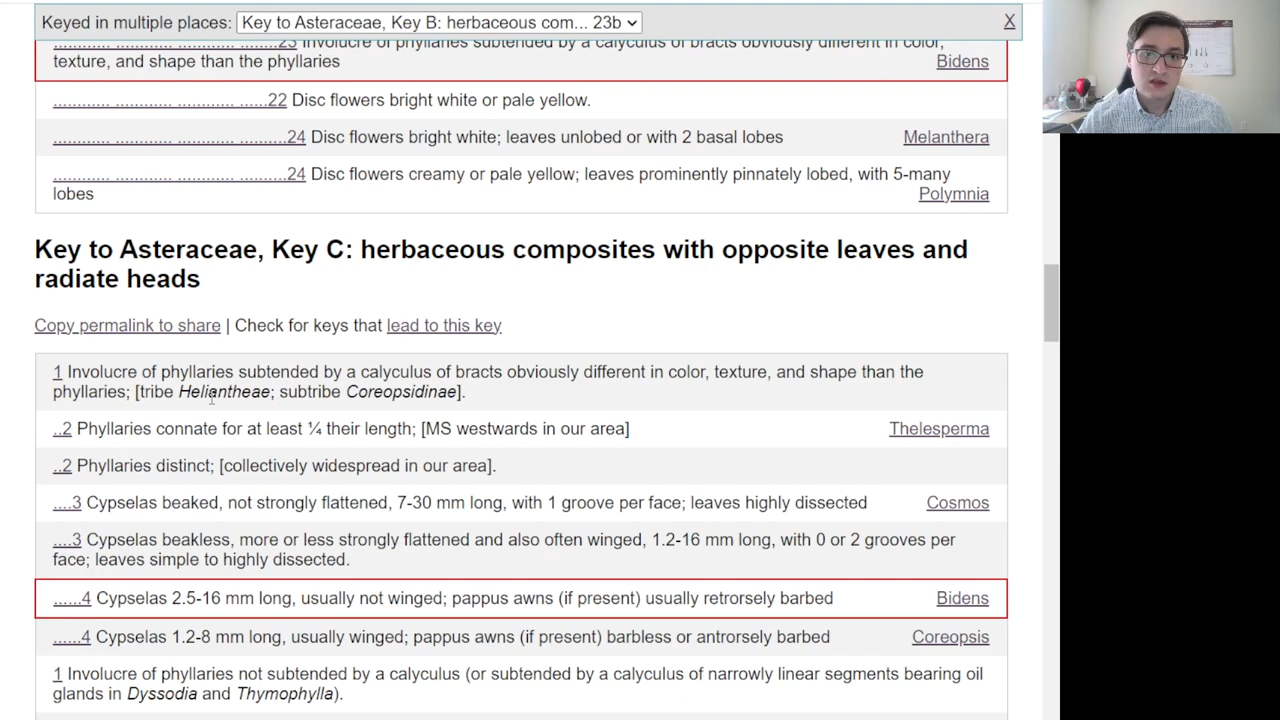 Keyed in multiple places: Key to Asteraceae, Key B: herbaceous com... 23b X
............ ............ ............ ............23 Involucre of phyllaries subtended by a calyculus of bracts obviously different in color,
texture, and shape than the phyllaries Bidens
............ ............ ............ ......22 Disc flowers bright white or pale yellow.
............ ............ ............ ............24 Disc flowers bright white; leaves unlobed or with 2 basal lobes Melanthera
............ ............ ............ ............24 Disc flowers creamy or pale yellow; leaves prominently pinnately lobed, with 5-many
lobes Polymnia
Key to Asteraceae, Key C: herbaceous composites with opposite leaves and
radiate heads
Copy permalink to share | Check for keys that lead to this key
1 Involucre of phyllaries subtended by a calyculus of bracts obviously different in color, texture, and shape than the
phyllaries; [tribe Heliantheae; subtribe Coreopsidinae].
..2 Phyllaries connate for at least ¼ their length; [MS westwards in our area] Thelesperma
..2 Phyllaries distinct; [collectively widespread in our area].
....3 Cypselas beaked, not strongly flattened, 7-30 mm long, with 1 groove per face; leaves highly dissected Cosmos
....3 Cypselas beakless, more or less strongly flattened and also often winged, 1.2-16 mm long, with 0 or 2 grooves per
face; leaves simple to highly dissected.
......4 Cypselas 2.5-16 mm long, usually not winged; pappus awns (if present) usually retrorsely barbed Bidens
......4 Cypselas 1.2-8 mm long, usually winged; pappus awns (if present) barbless or antrorsely barbed Coreopsis
1 Involucre of phyllaries not subtended by a calyculus (or subtended by a calyculus of narrowly linear segments bearing oil
glands in Dyssodia and Thymophylla).